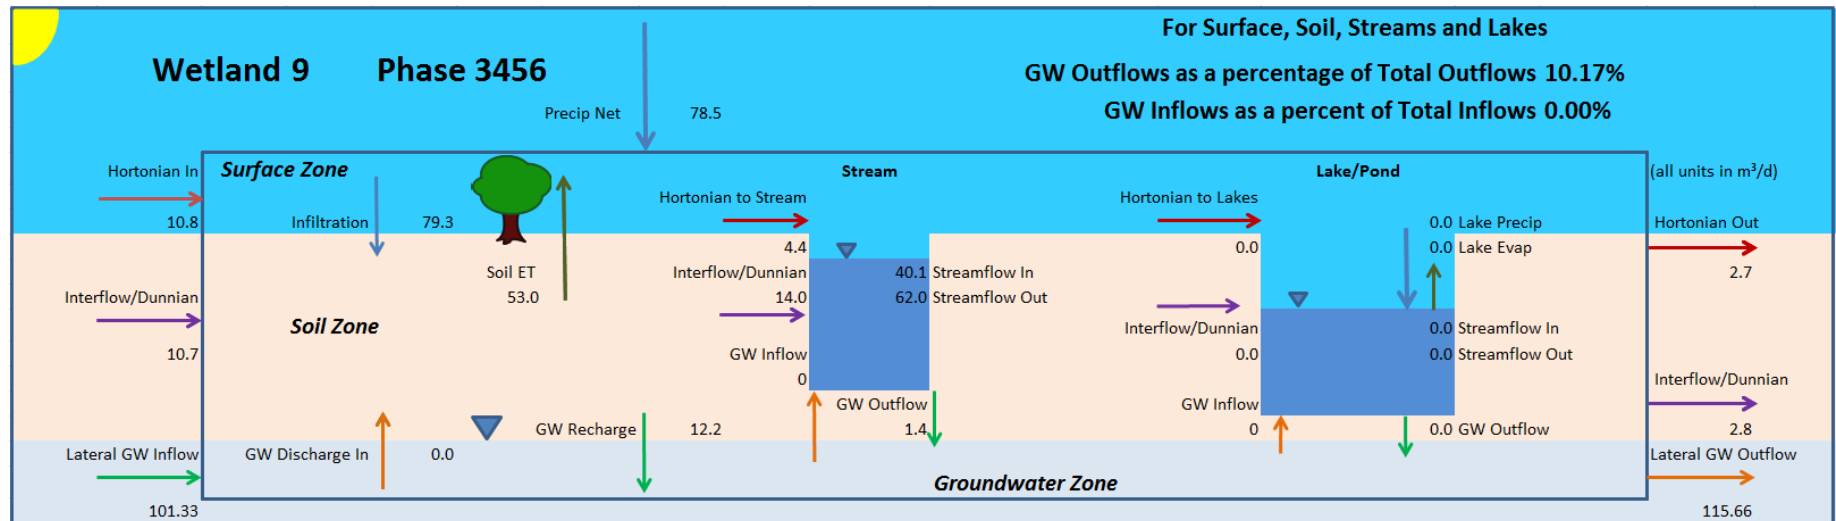 For Surface, Soil, Streams and Lakes
Wetland 9 Phase 3456
GW Outflows as a percentage of Total Outflows 10.17%
GW Inflows as a percent of Total Inflows 0.00%
Precip Net 78.5
Hortonian In
Surface Zone
Stream
Lake/Pond
(all units in m³/d)
Hortonian to Stream
Hortonian to Lakes
10.8
Infiltration 79.3
0.0 Lake Precip
Hortonian Out
4.4
0.0
0.0 Lake Evap
2.7
Soil ET
53.0
Interflow/Dunnian
14.0
40.1 Streamflow In
62.0 Streamflow Out
Interflow/Dunnian
10.7
Soil Zone
Interflow/Dunnian
0.0
0.0 Streamflow In
0.0 Streamflow Out
GW Inflow
0
Interflow/Dunnian
2.8
GW Outflow
1.4
GW Inflow
0
0.0 GW Outflow
GW Recharge 12.2
Lateral GW Inflow
101.33
GW Discharge In 0.0
Lateral GW Outflow
115.66
Groundwater Zone